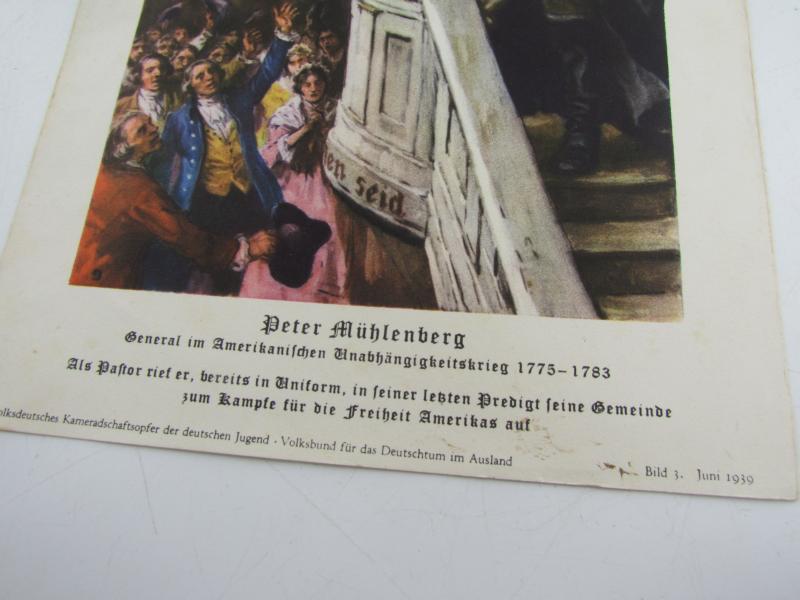 en seid
Peter Mühlenberg
General im Amerikaniſchen Unabhängigkeitskrieg 1775–1783
Als Paſtor rief er, bereits in Uniform, in ſeiner letzten Predigt ſeine Gemeinde
zum Kampfe für die Freiheit Amerikas auf
olksdeutsches Kameradschaftsopfer der deutschen Jugend · Volksbund für das Deutschtum im Ausland
Bild 3. Juni 1939